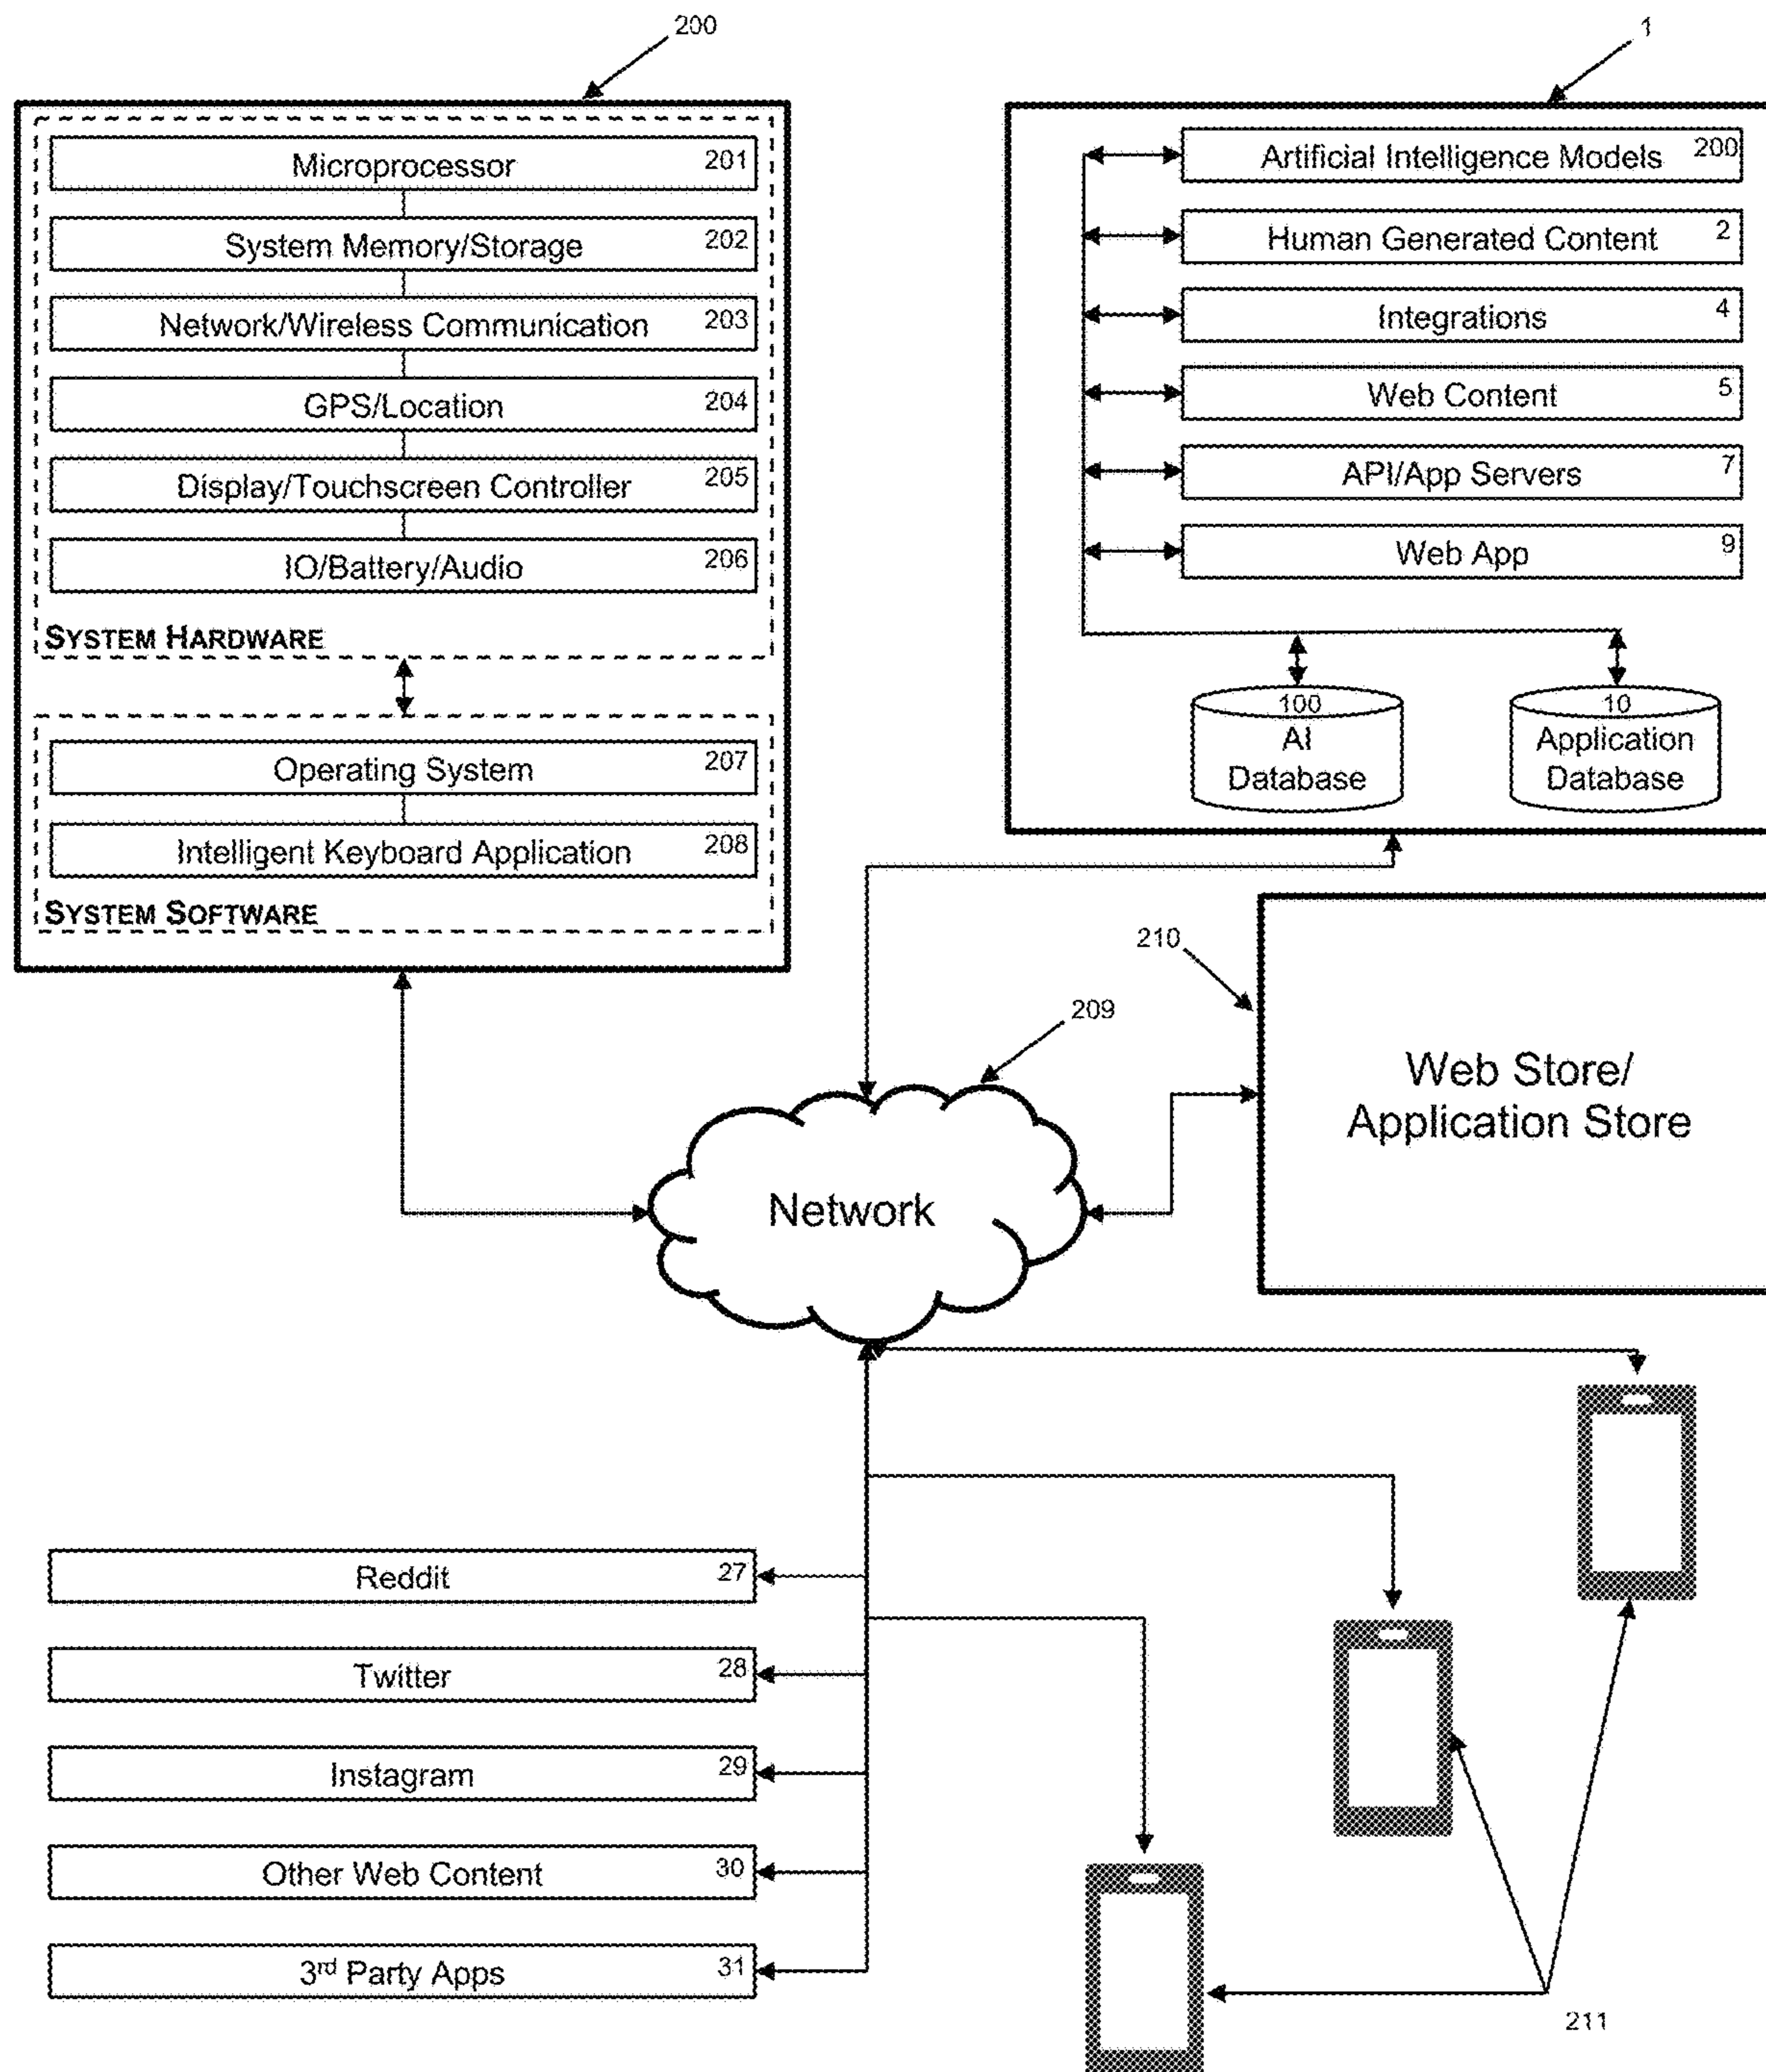 200
1
Microprocessor 201
System Memory/Storage 202
Network/Wireless Communication 203
GPS/Location 204
Display/Touchscreen Controller 205
IO/Battery/Audio 206
SYSTEM HARDWARE
Operating System 207
Intelligent Keyboard Application 208
SYSTEM SOFTWARE
Artificial Intelligence Models 200
Human Generated Content 2
Integrations 4
Web Content 5
API/App Servers 7
Web App 9
100
AI
Database
10
Application
Database
210
Web Store/
Application Store
209
Network
Reddit 27
Twitter 28
Instagram 29
Other Web Content 30
3rd Party Apps 31
211